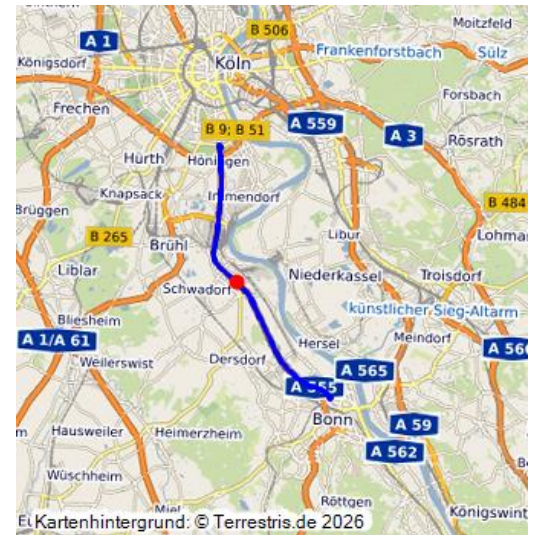 Moitzfeld
B 506
A 1
Köln
Frankenforstbach
Sülz
Königsdorf
Forsbach
Frechen
B 9; B 51
A 559
A 3
Rösrath
Hürth
Höningen
Knapsack
Immendorf
B 484
Brüggen
B 265
Libur
Lohmar
Brühl
Liblar
Niederkassel
Troisdorf
Schwadorf
künstlicher Sieg-Altarm
Bliesheim
Hersel
Meindorf
A 1/A 61
A 560
Weilerswist
Dersdorf
A 565
A 555
Bonn
A 59
Hausweiler
Heimerzheim
A 562
Wüschheim
Röttgen
Königswint
Kartenhintergrund: © Terrestris.de 2026